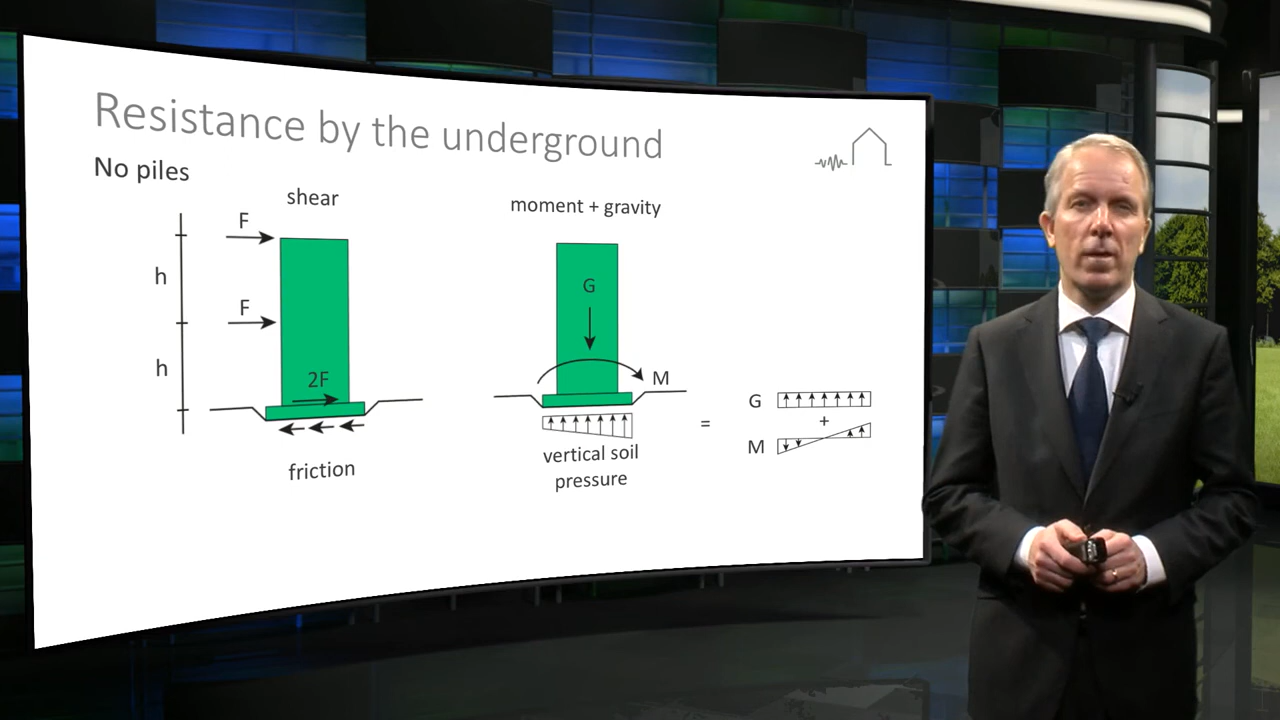 Resistance by the underground
No piles
shear
moment + gravity
F
h
F
h
2F
friction
G
M
vertical soil
pressure
=
G
+
M